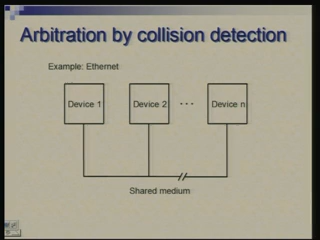 Arbitration by collision detection
Example: Ethernet
Device 1 Device 2 ... Device n
Shared medium